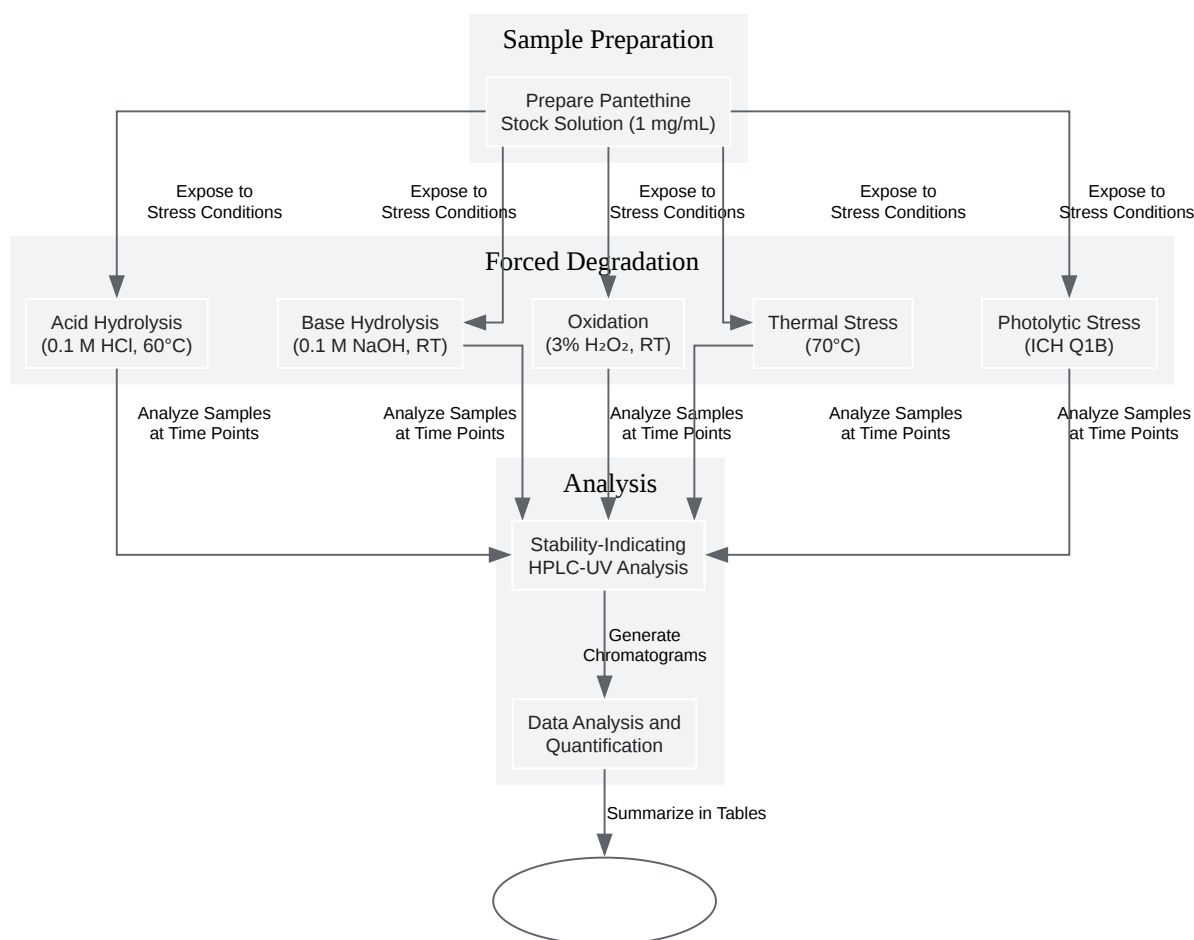 Sample Preparation
Prepare Pantethine
Stock Solution (1 mg/mL)
Expose to
Stress Conditions
Expose to
Stress Conditions
Expose to
Stress Conditions
Expose to
Stress Conditions
Expose to
Stress Conditions
Forced Degradation
Acid Hydrolysis
(0.1 M HCl, 60°C)
Base Hydrolysis
(0.1 M NaOH, RT)
Oxidation
(3% H₂O₂, RT)
Thermal Stress
(70°C)
Photolytic Stress
(ICH Q1B)
Analyze Samples
at Time Points
Analyze Samples
at Time Points
Analyze Samples
at Time Points
Analyze Samples
at Time Points
Analyze Samples
at Time Points
Analysis
Stability-Indicating
HPLC-UV Analysis
Generate
Chromatograms
Data Analysis and
Quantification
Summarize in Tables